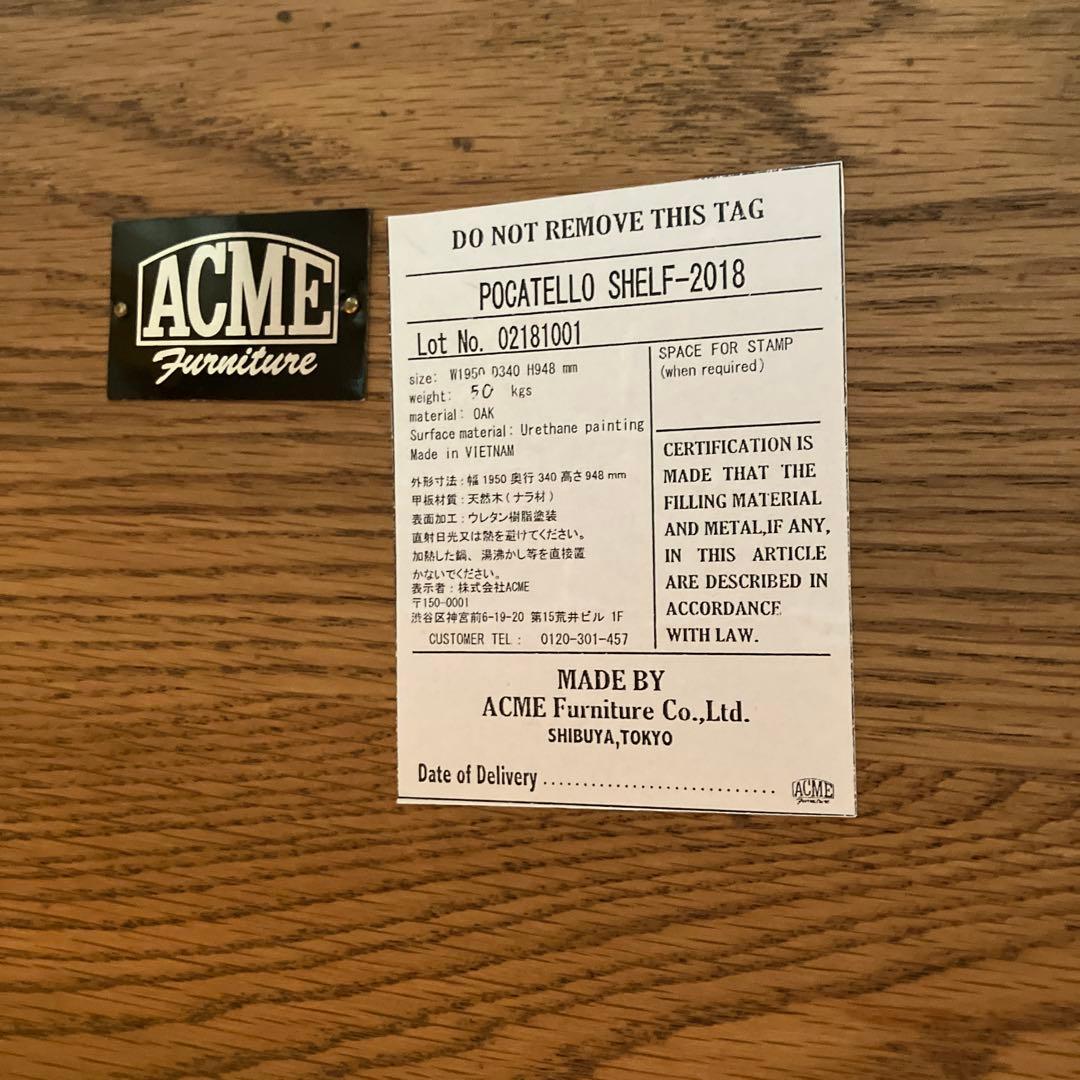 ACME
Furniture
DO NOT REMOVE THIS TAG
POCATELLO SHELF-2018
Lot No. 02181001
size: W1950 D340 H948 mm
weight: 50 kgs
material: OAK
Surface material: Urethane painting
Made in VIETNAM
外形寸法:幅 1950 奥行 340 高さ 948 mm
甲板材質:天然木(ナラ材)
表面加工:ウレタン樹脂塗装
直射日光又は熱を避けてください。
加熱した鍋、湯沸かし等を直接置
かないでください。
表示者:株式会社ACME
〒150-0001
渋谷区神宮前6-19-20 第15荒井ビル 1F
CUSTOMER TEL: 0120-301-457
SPACE FOR STAMP
(when required)
CERTIFICATION IS
MADE THAT THE
FILLING MATERIAL
AND METAL,IF ANY,
IN THIS ARTICLE
ARE DESCRIBED IN
ACCORDANCE
WITH LAW.
MADE BY
ACME Furniture Co.,Ltd.
SHIBUYA,TOKYO
Date of Delivery ............................
ACME
Furniture